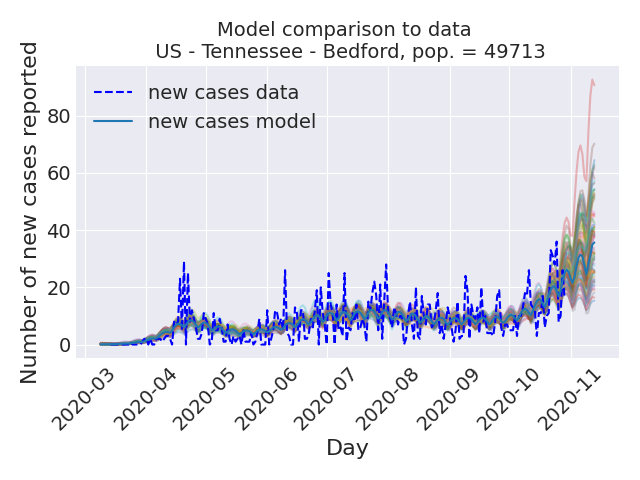 Model comparison to data
US - Tennessee - Bedford, pop. = 49713
Number of new cases reported
new cases data
new cases model
80
60
40
20
0
2020-03
2020-04
2020-05
2020-06
2020-07
2020-08
2020-09
2020-10
2020-11
Day